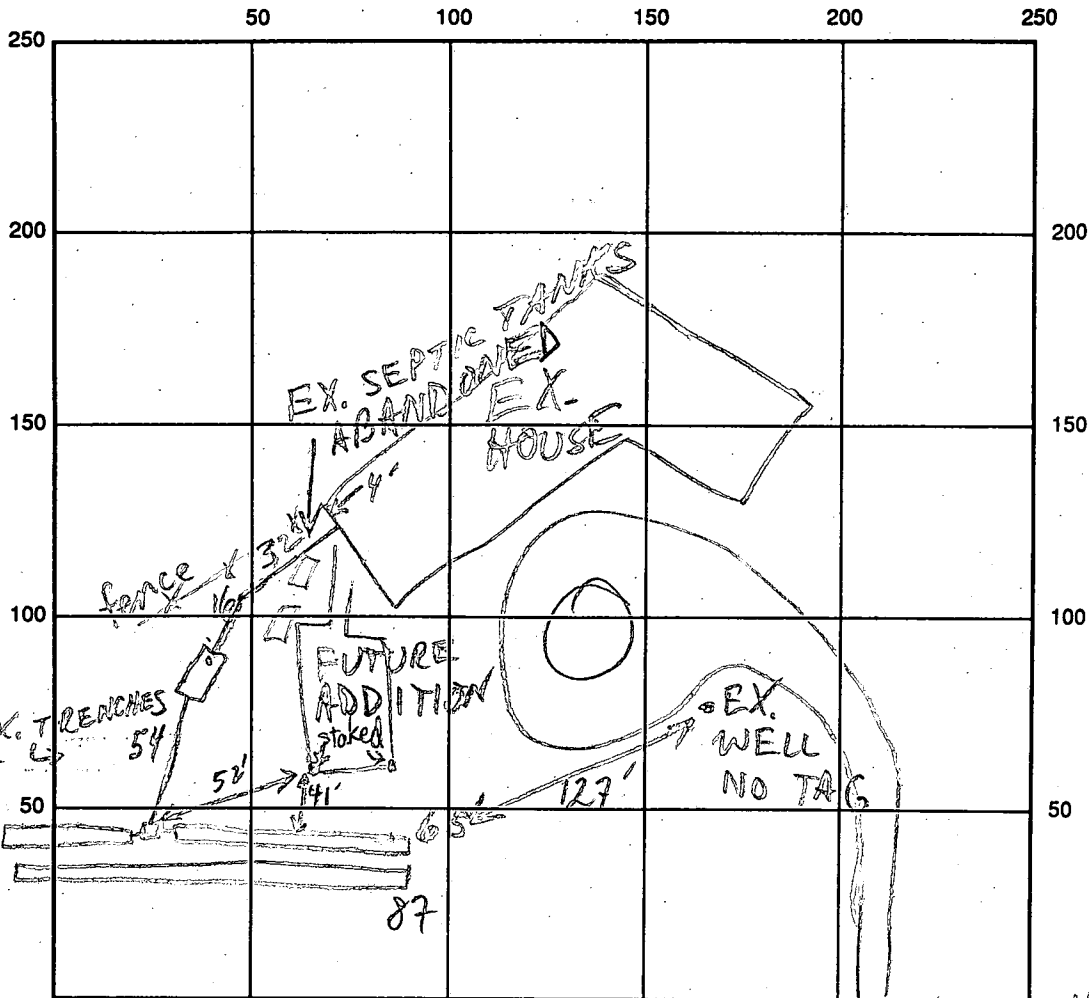 50 100 150 200 250
250
200 200
EX. SEPTIC TANKS
ABANDONED
EX-
HOUSE
150 150
4'
32'
fence x
x
100 100
FUTURE
ADDITION
staked
TRENCHES
54
52'
41'
EX.
WELL
NO TAG
127'
50 50
65'
87